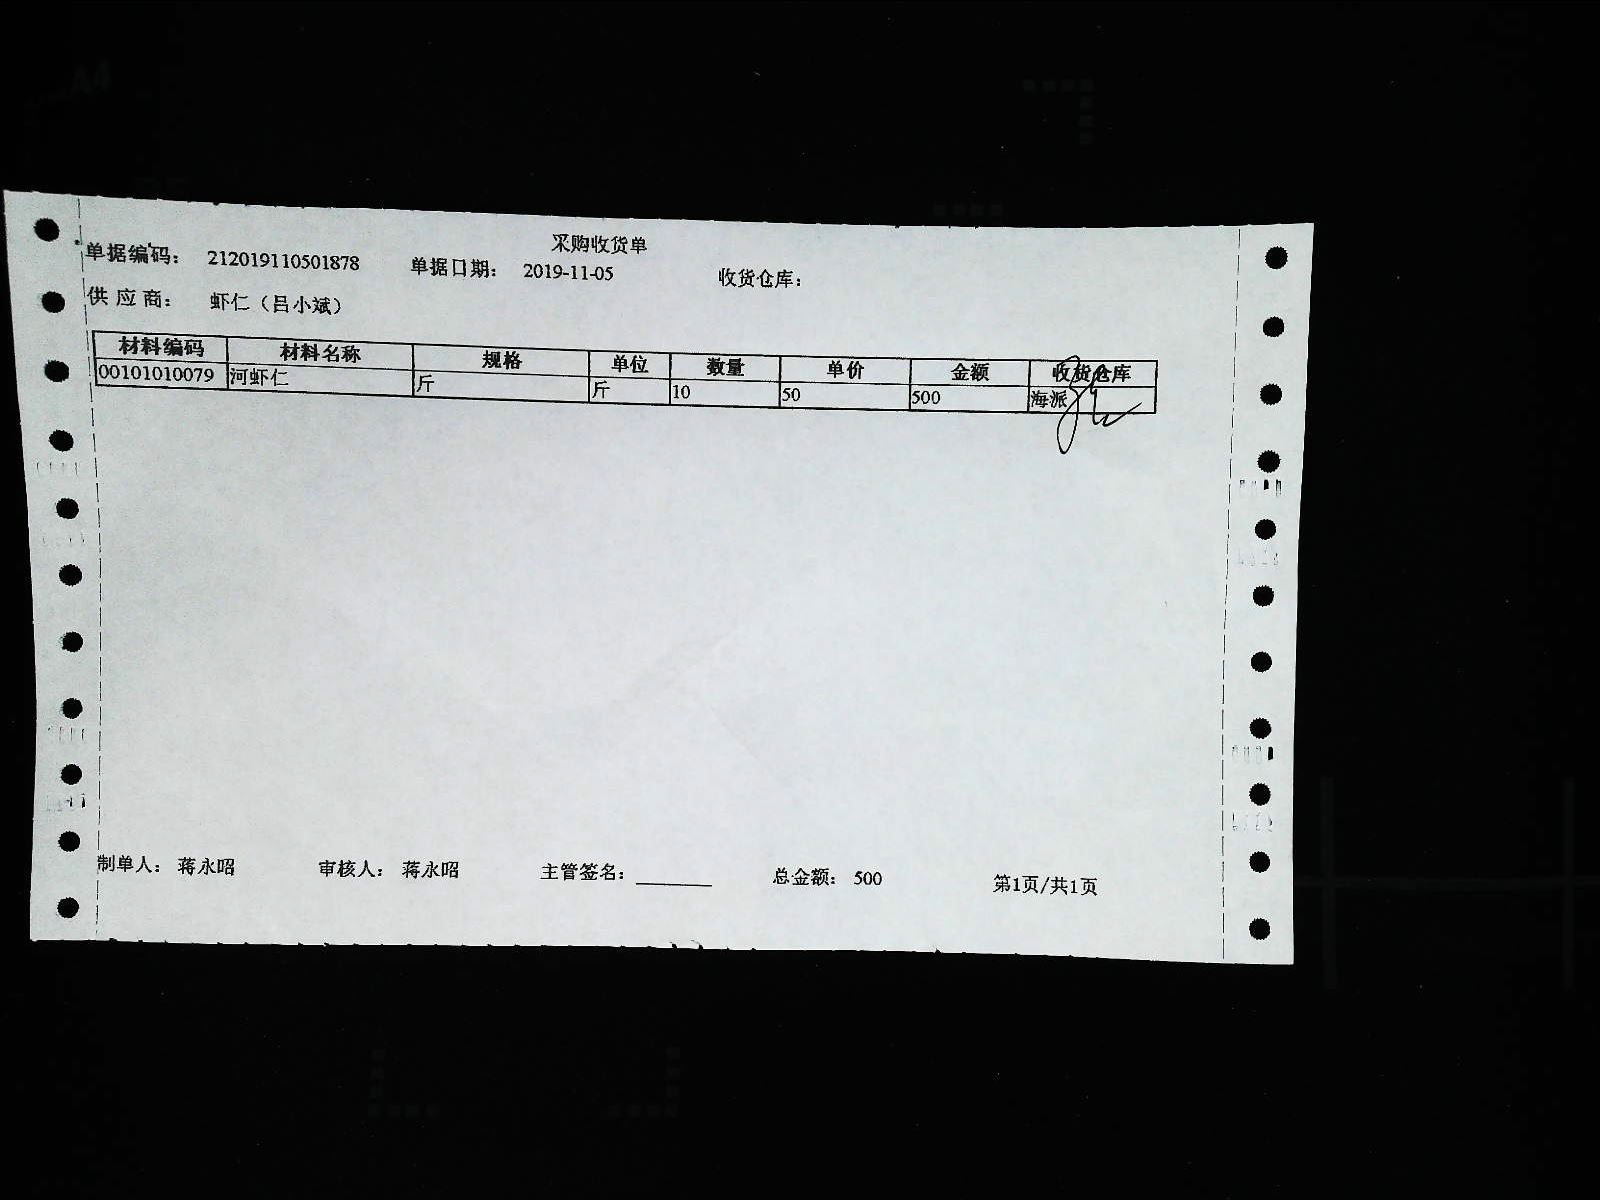 采购收货单
单据编码: 212019110501878 单据日期: 2019-11-05 收货仓库:
供应商: 虾仁（吕小斌）
材料编码 材料名称 规格 单位 数量 单价 金额 收货仓库
00101010079 河虾仁 斤 斤 10 50 500 海派
制单人: 蒋永昭 审核人: 蒋永昭 主管签名: 总金额: 500 第1页/共1页